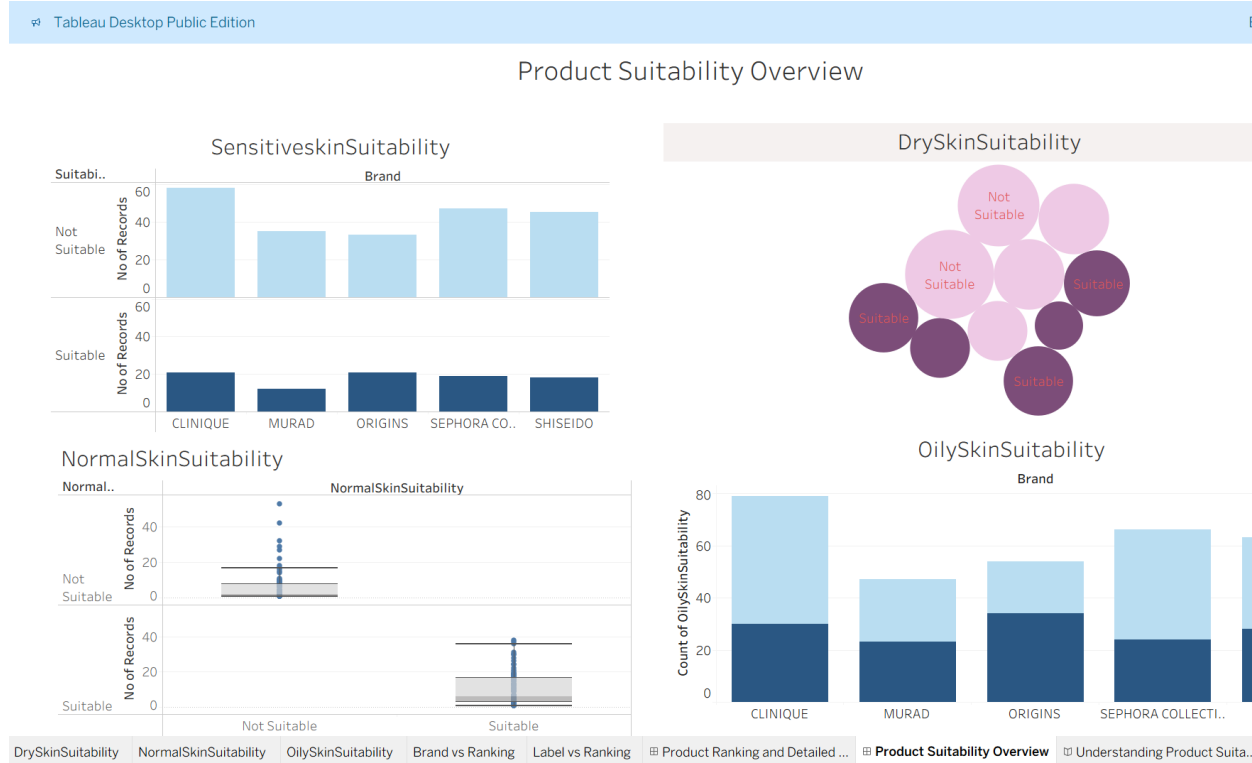 Tableau Desktop Public Edition
Product Suitability Overview
SensitiveskinSuitability
Suitabi..
Brand
Not
Suitable
No of Records
60
40
20
0
Suitable
No of Records
60
40
20
0
CLINIQUE
MURAD
ORIGINS
SEPHORA CO..
SHISEIDO
DrySkinSuitability
Not
Suitable
Not
Suitable
Suitable
Suitable
Suitable
NormalSkinSuitability
Normal..
NormalSkinSuitability
Not
Suitable
No of Records
40
20
0
Suitable
No of Records
40
20
0
Not Suitable
Suitable
OilySkinSuitability
Brand
Count of OilySkinSuitability
80
60
40
20
0
CLINIQUE
MURAD
ORIGINS
SEPHORA COLLECTI..
DrySkinSuitability
NormalSkinSuitability
OilySkinSuitability
Brand vs Ranking
Label vs Ranking
Product Ranking and Detailed ...
Product Suitability Overview
Understanding Product Suita..